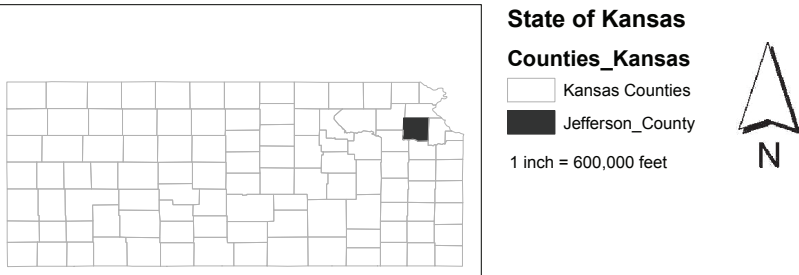 State of Kansas
Counties_Kansas
Kansas Counties
Jefferson_County
1 inch = 600,000 feet
N